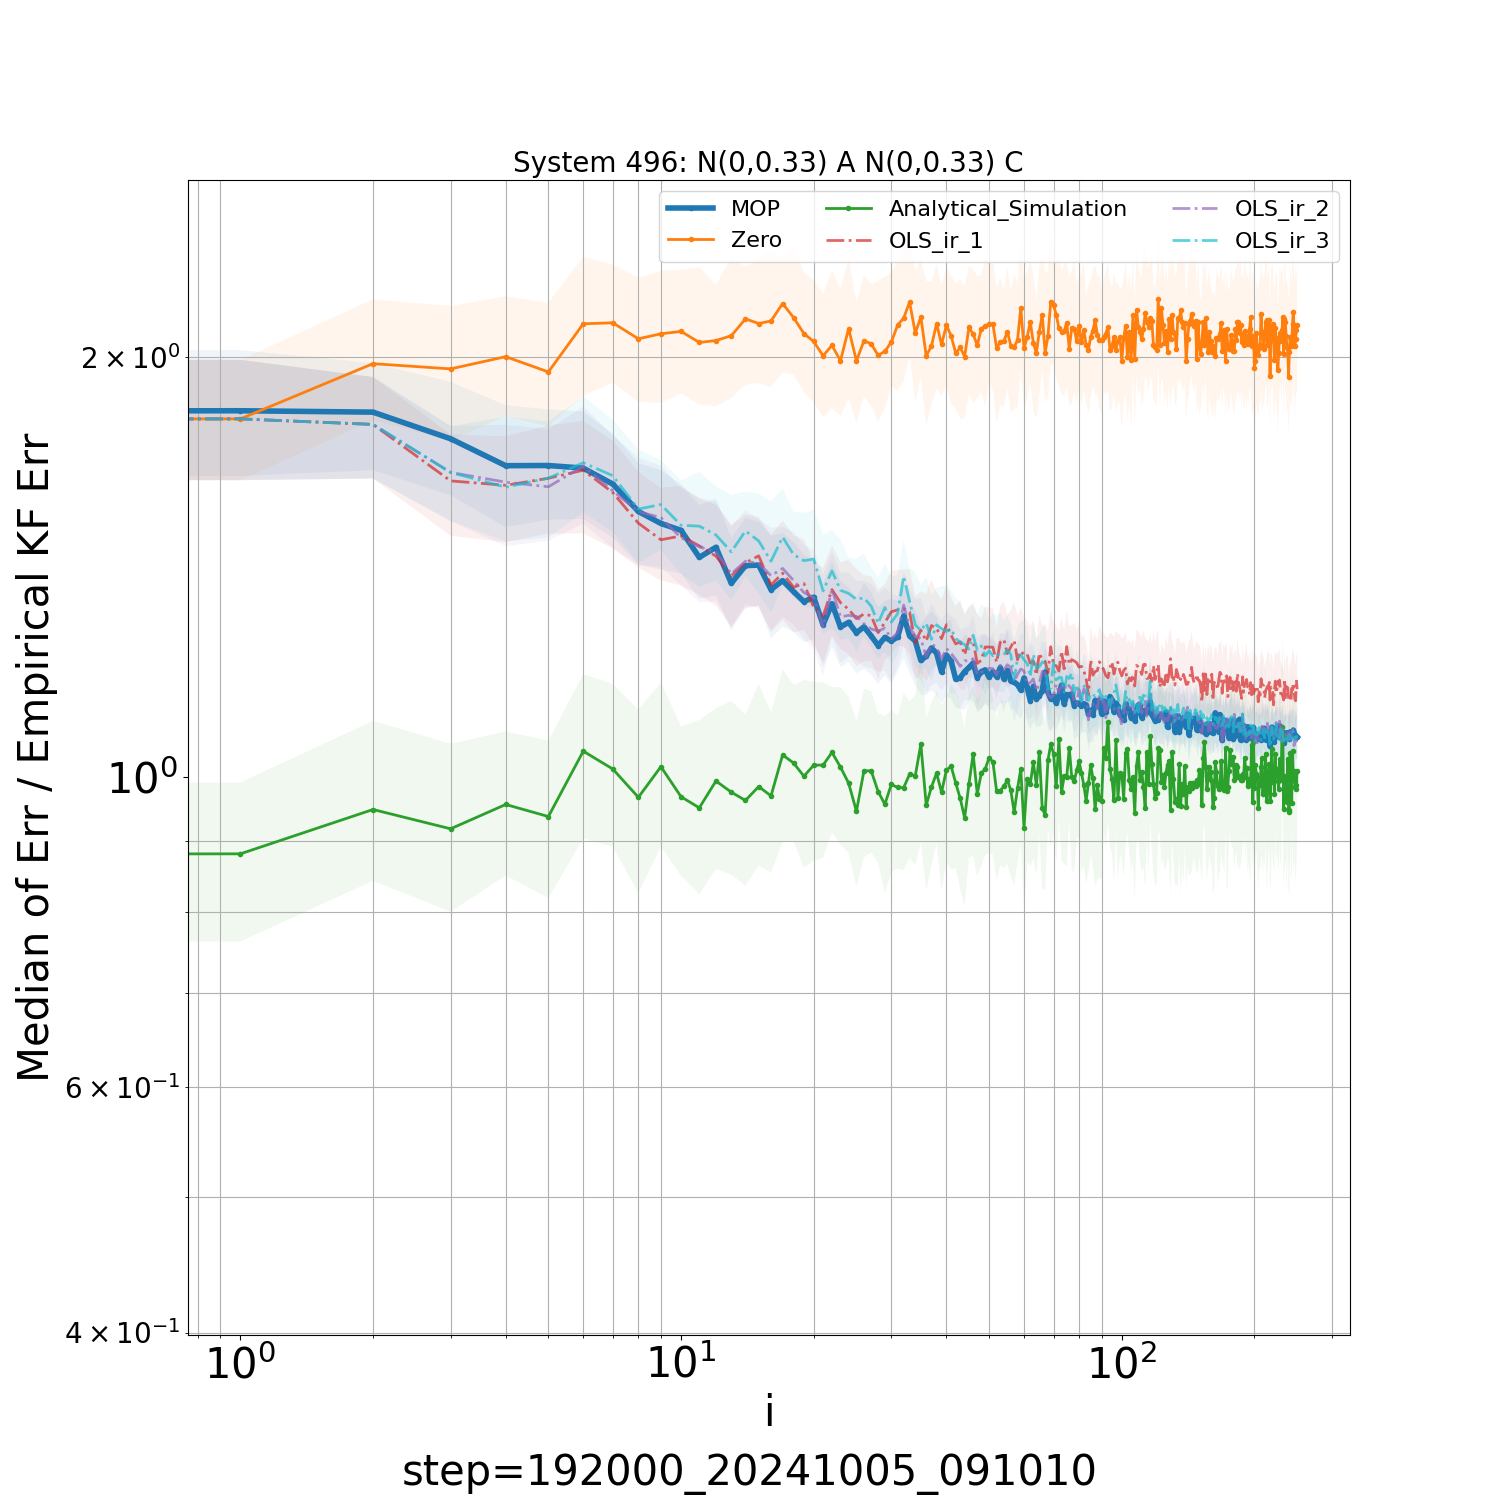 System 496: N(0,0.33) A N(0,0.33) C
MOP
Zero
Analytical_Simulation
OLS_ir_1
OLS_ir_2
OLS_ir_3
Median of Err / Empirical KF Err
2 × 10⁰
10⁰
6 × 10⁻¹
4 × 10⁻¹
10⁰ 10¹ 10²
i
step=192000_20241005_091010